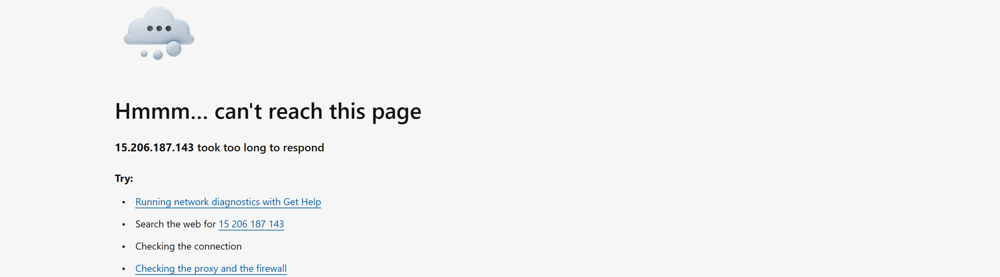 Hmmm... can't reach this page
15.206.187.143 took too long to respond
Try:
• Running network diagnostics with Get Help
• Search the web for 15 206 187 143
• Checking the connection
• Checking the proxy and the firewall